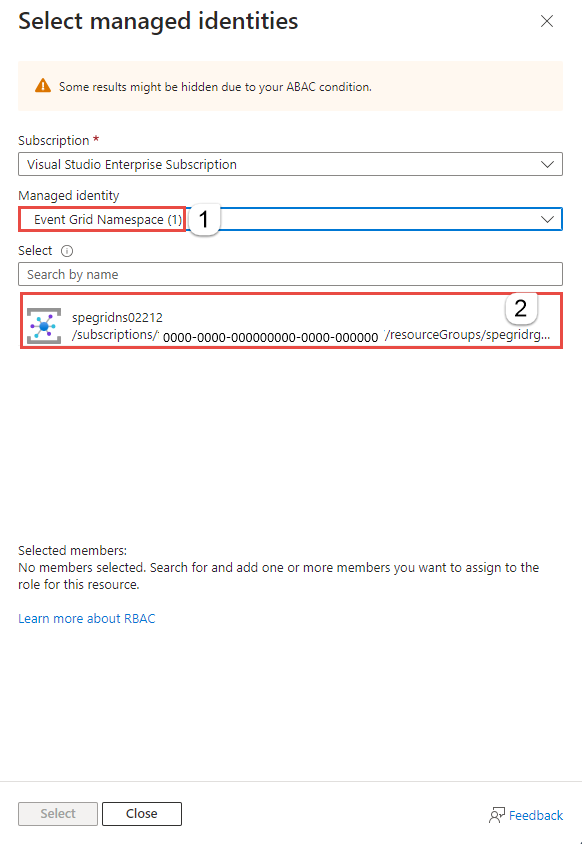 Select managed identities
Some results might be hidden due to your ABAC condition.
Subscription *
Visual Studio Enterprise Subscription
Managed identity
Event Grid Namespace (1)
1
Select
Search by name
2
spegridns02212
/subscriptions/ 0000-0000-000000000-0000-000000 /resourceGroups/spegridrg...
Selected members:
No members selected. Search for and add one or more members you want to assign to the
role for this resource.
Learn more about RBAC
Select
Close
Feedback